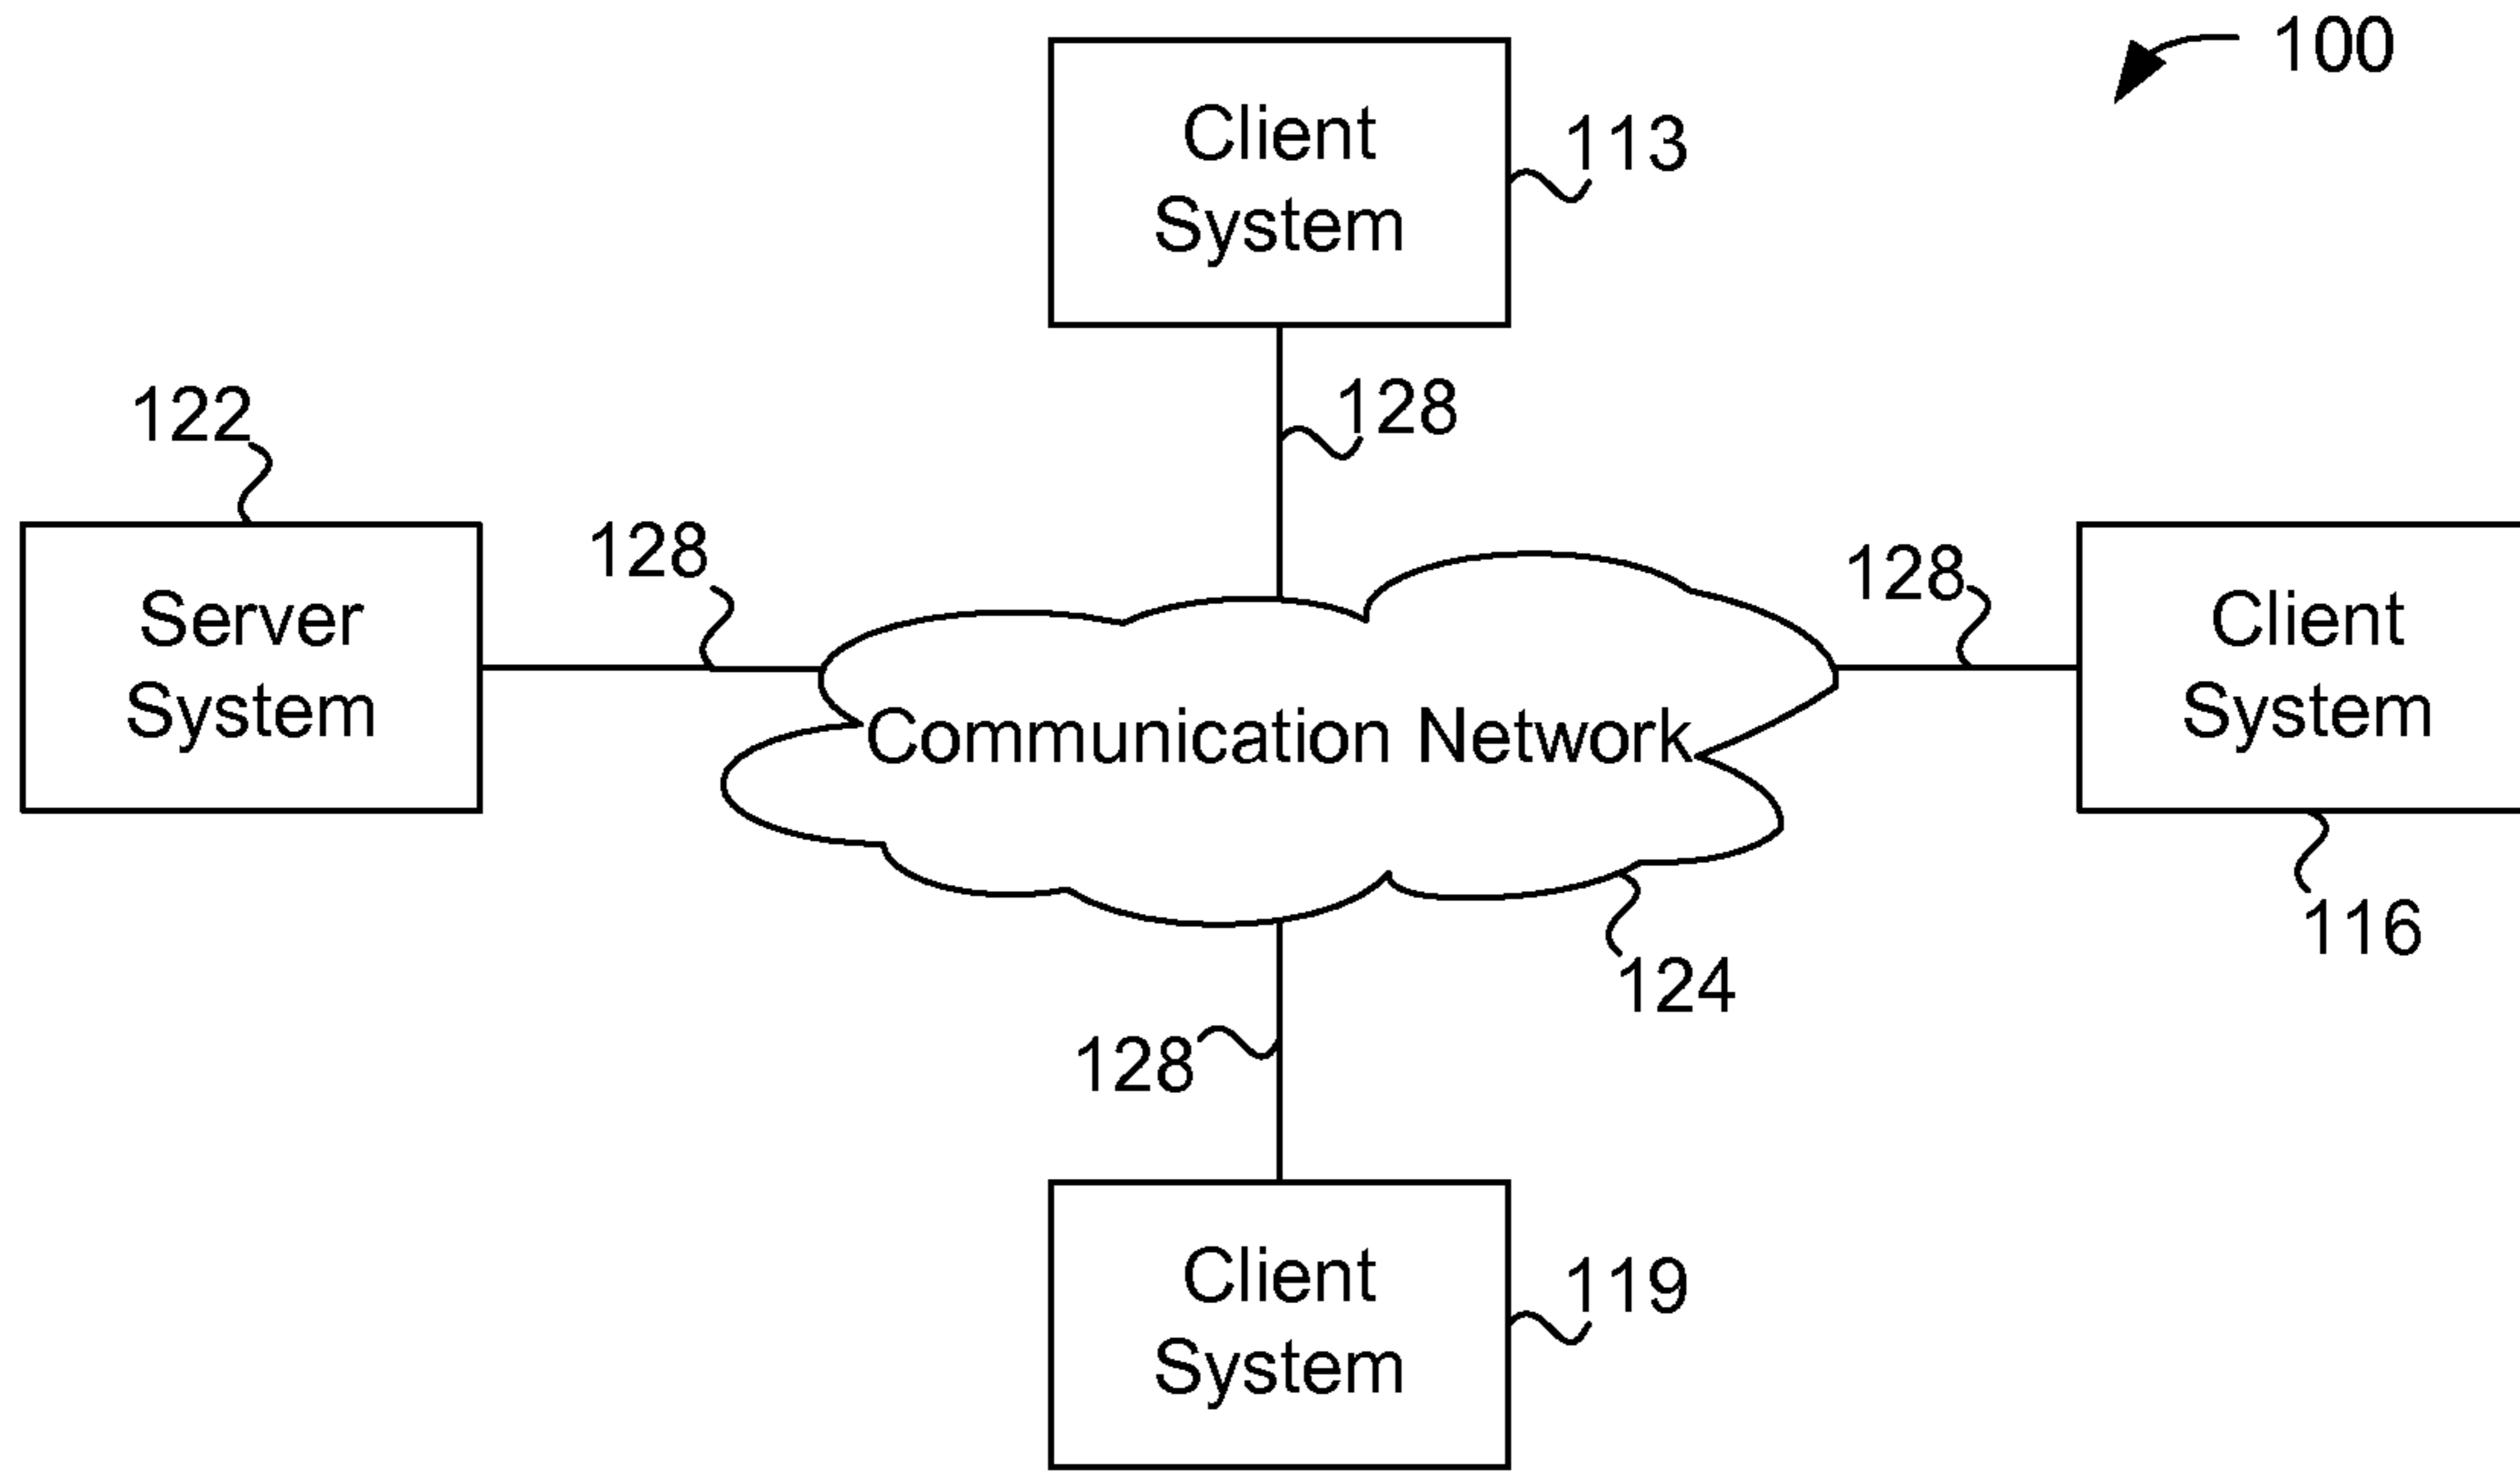 100
Client
System
113
128
122
128
128
Server
System
Client
System
Communication Network
116
124
128
Client
System
119